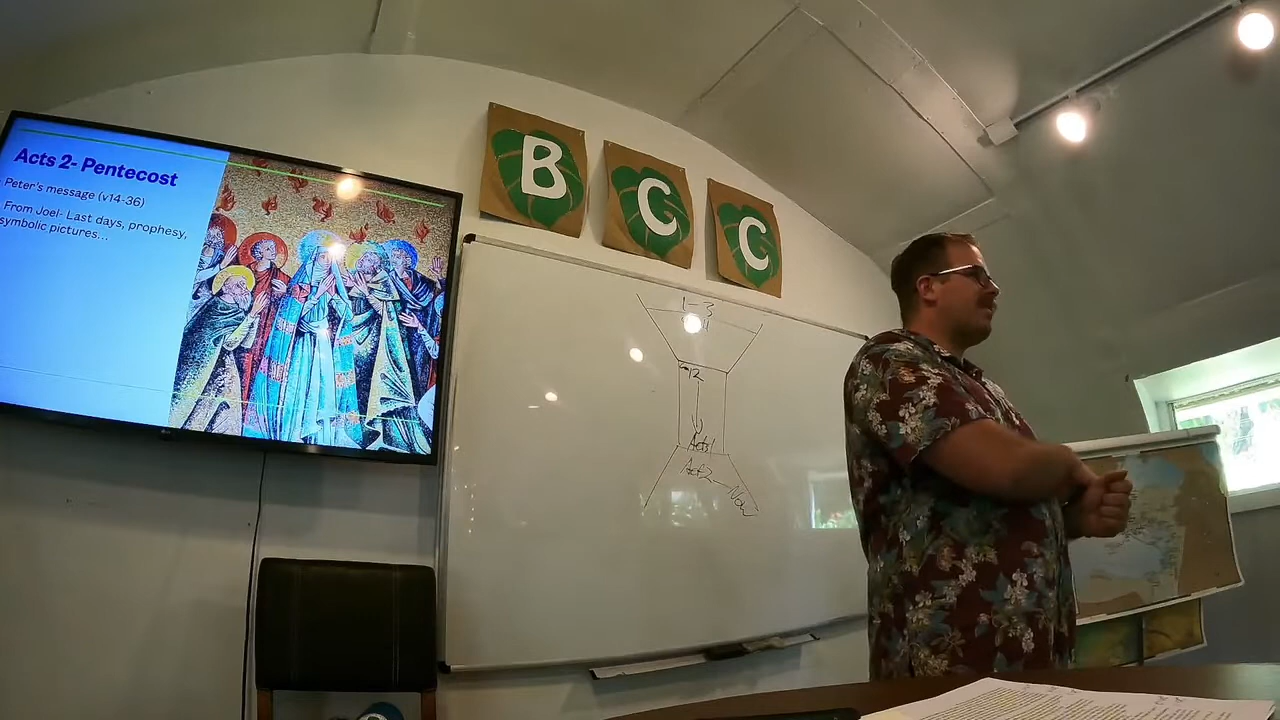 Acts 2- Pentecost
Peter's message (v14-36)
From Joel- Last days, prophesy,
symbolic pictures...
B
C
C
1-3
12
Acts 1
Act 2 - Now